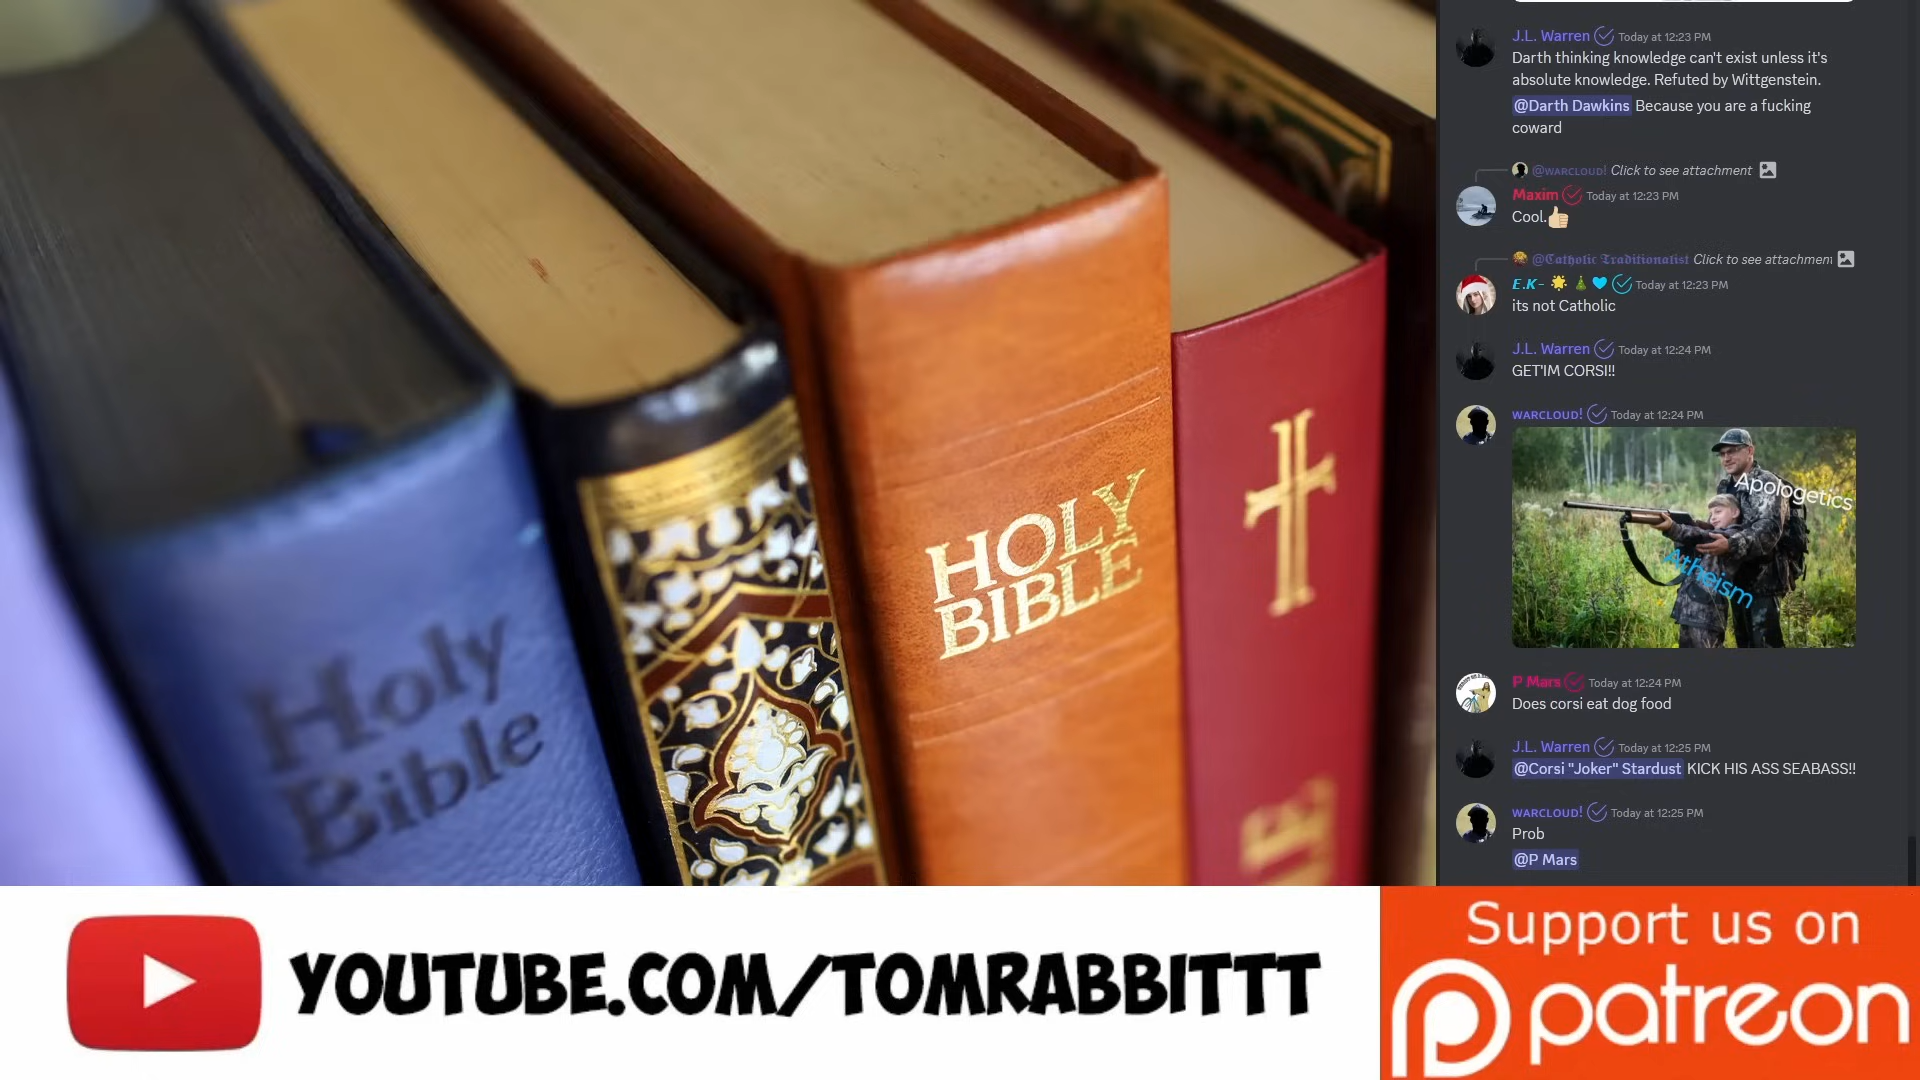 Holy
Bible
HOLY
BIBLE
J.L. Warren Today at 12:23 PM
Darth thinking knowledge can't exist unless it's
absolute knowledge. Refuted by Wittgenstein.
@Darth Dawkins Because you are a fucking
coward
@WARCLOUD! Click to see attachment
Maxim Today at 12:23 PM
Cool.👍
@𝕮𝖆𝖙𝖍𝖔𝖑𝖎𝖈 𝕿𝖗𝖆𝖉𝖎𝖙𝖎𝖔𝖓𝖆𝖑𝖎𝖘𝖙 Click to see attachment
E.K- 🌟 🎄 💙 Today at 12:23 PM
its not Catholic
J.L. Warren Today at 12:24 PM
GET'IM CORSI!!
WARCLOUD! Today at 12:24 PM
Apologetics
Atheism
P Mars Today at 12:24 PM
Does corsi eat dog food
J.L. Warren Today at 12:25 PM
@Corsi "Joker" Stardust KICK HIS ASS SEABASS!!
WARCLOUD! Today at 12:25 PM
Prob
@P Mars
YOUTUBE.COM/TOMRABBITTT
Support us on
patreon